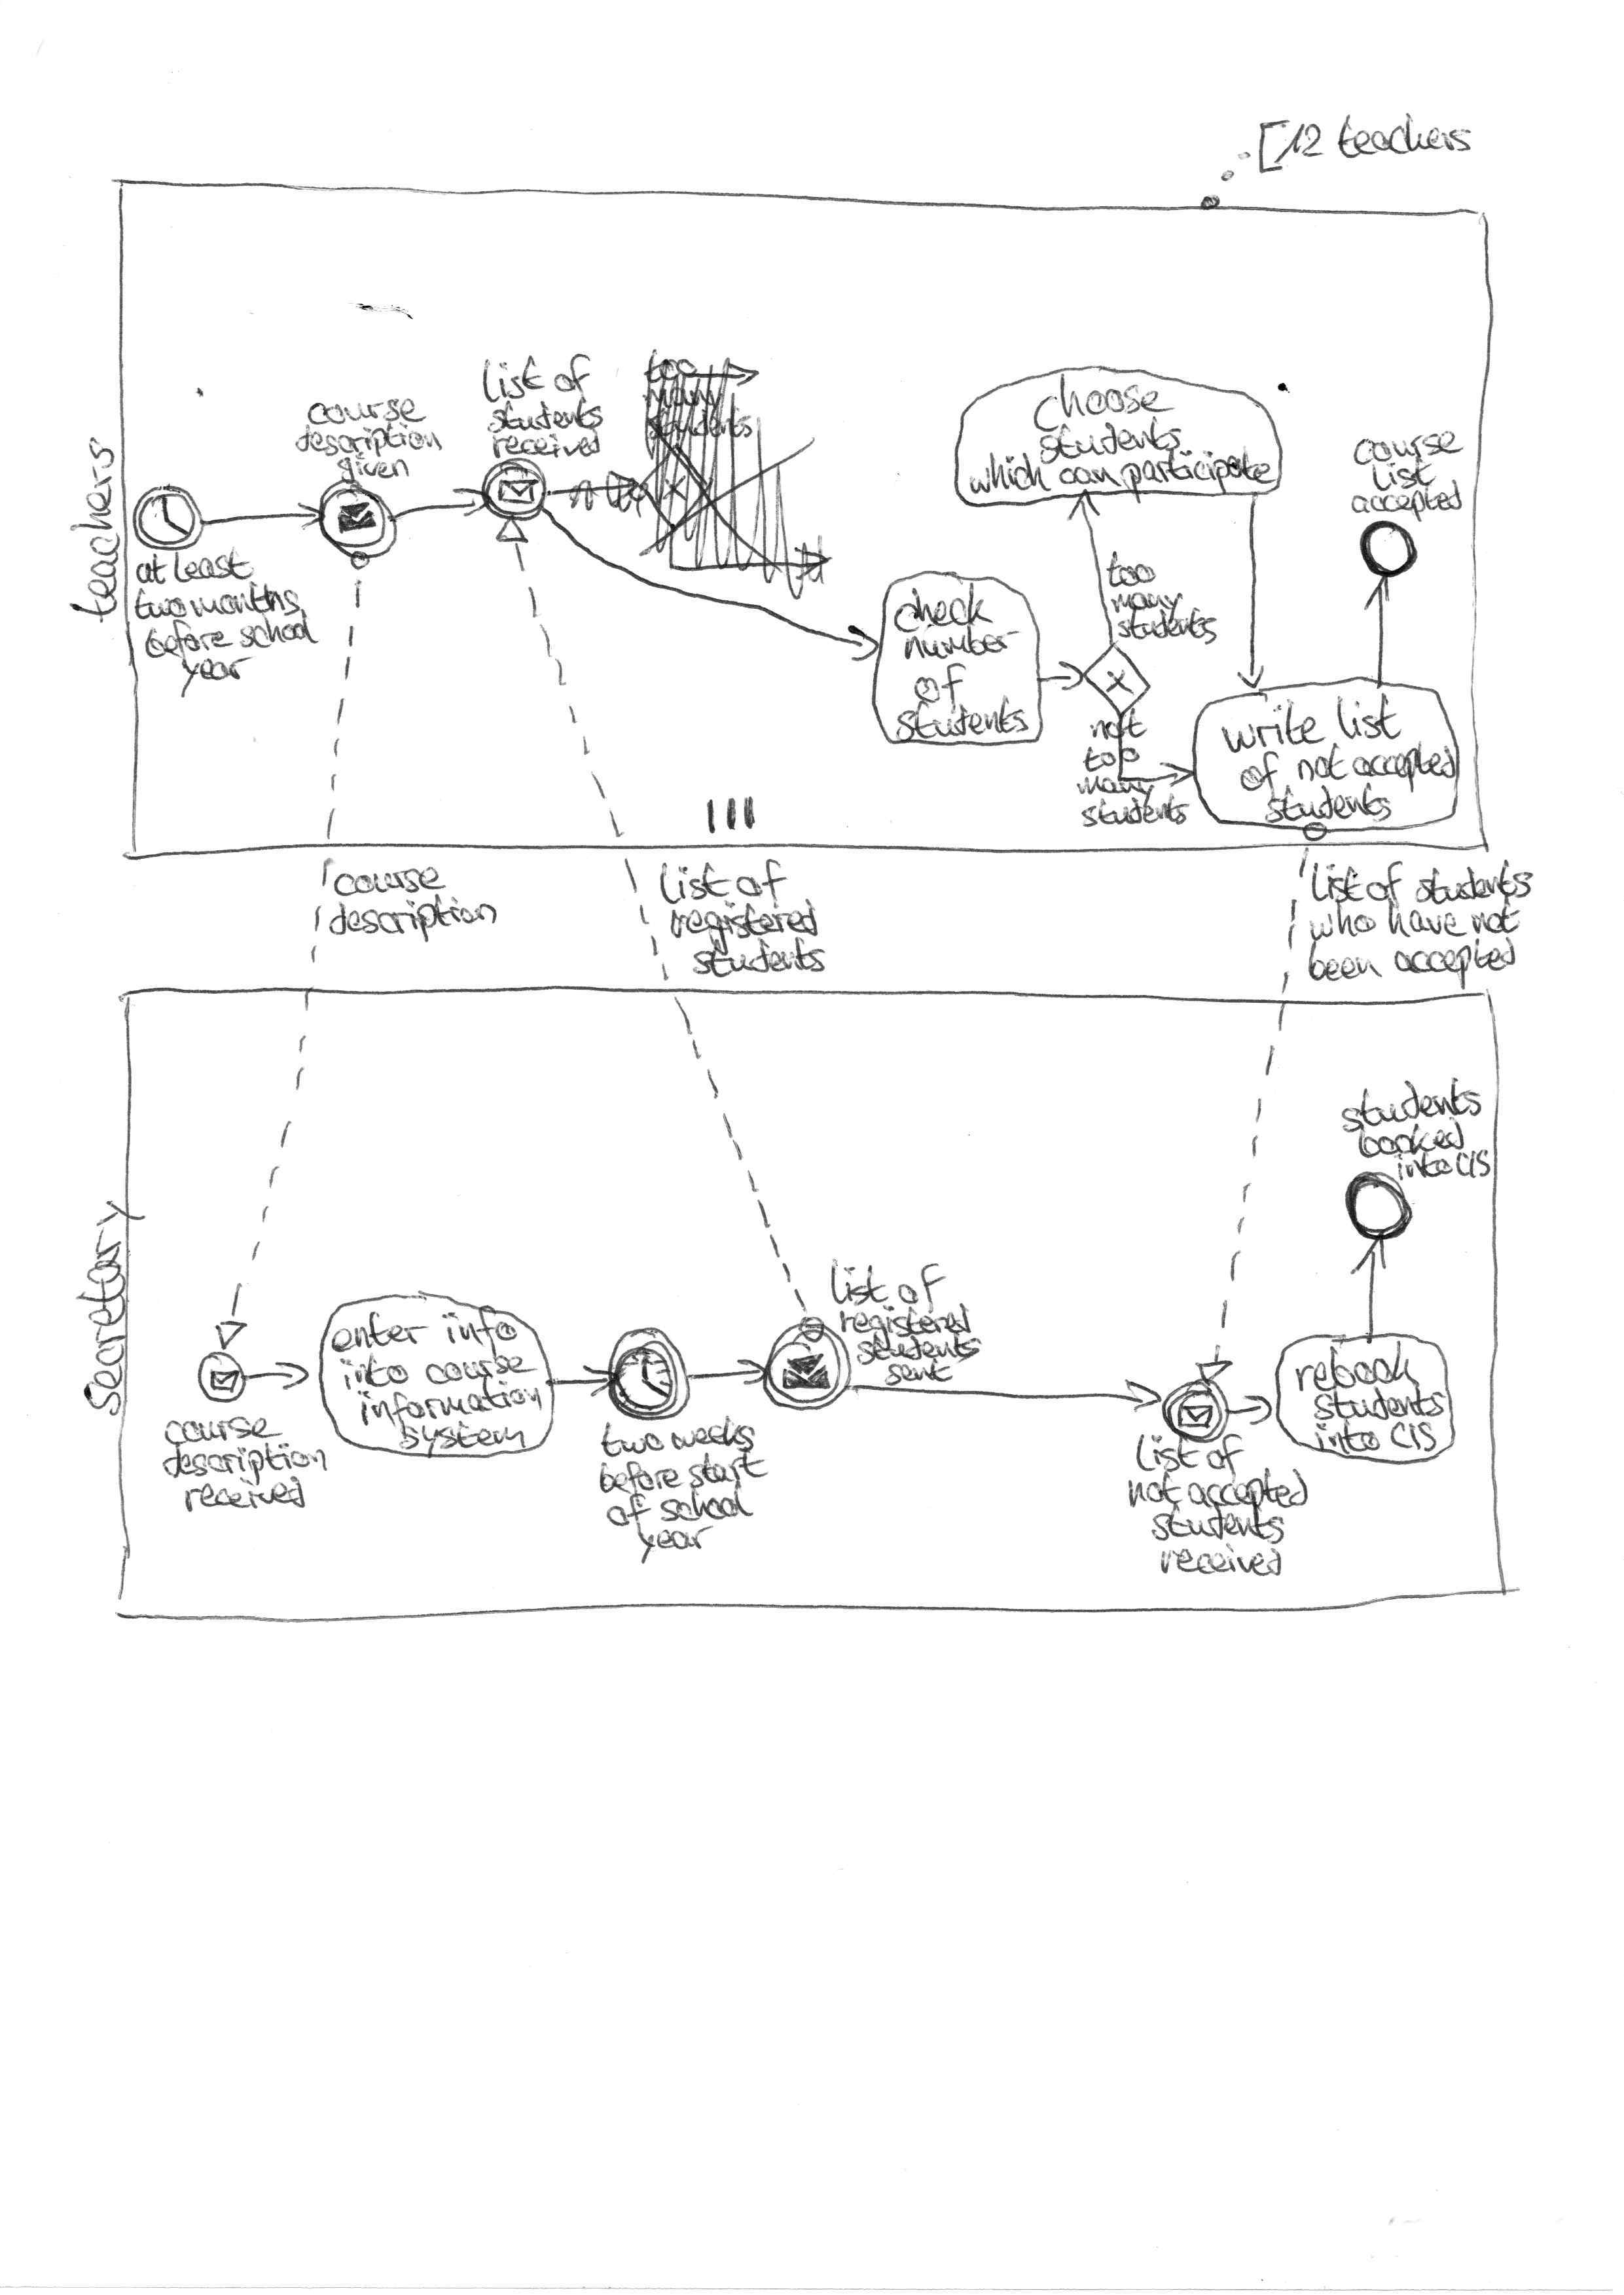 [12 teachers
teachers
at least
two months
before school
year
course
description
given
list of
students
received
too
many
students
check
number
of
students
too
many
students
not
too
many
students
choose
students
which can participate
write list
of not accepted
students
course
list
accepted
course
description
list of
registered
students
list of students
who have not
been accepted
secretary
course
description
received
enter info
into course
information
system
two weeks
before start
of school
year
list of
registered
students
sent
list of
not accepted
students
received
rebook
students
into CIS
students
booked
into CIS